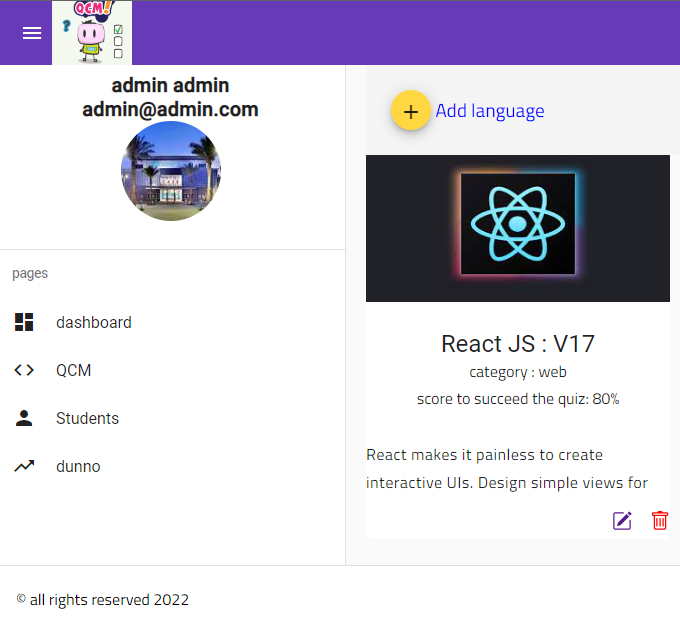 QCM!
?
admin admin
admin@admin.com
Add language
pages
dashboard
QCM
Students
dunno
React JS : V17
category : web
score to succeed the quiz: 80%
React makes it painless to create
interactive UIs. Design simple views for
© all rights reserved 2022